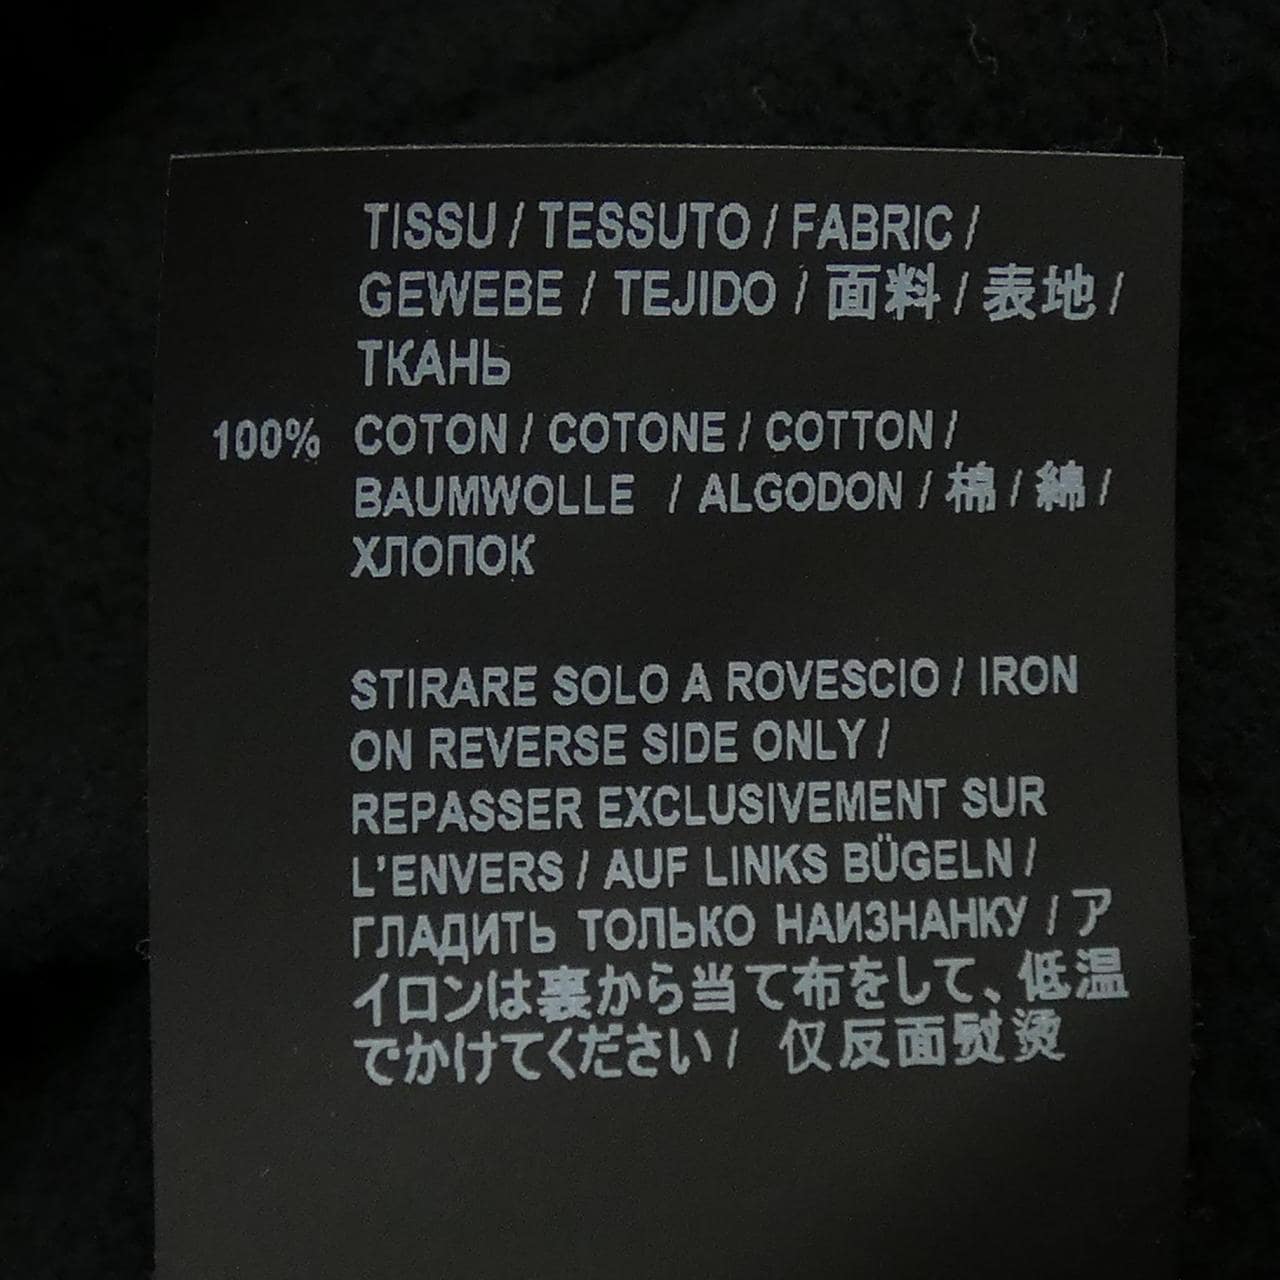 TISSU / TESSUTO / FABRIC /
GEWEBE / TEJIDO / 面料 / 表地 /
ТКАНЬ
100% COTON / COTONE / COTTON /
BAUMWOLLE / ALGODON / 棉 / 綿 /
ХЛОПОК
STIRARE SOLO A ROVESCIO / IRON
ON REVERSE SIDE ONLY /
REPASSER EXCLUSIVEMENT SUR
L'ENVERS / AUF LINKS BÜGELN /
ГЛАДИТЬ ТОЛЬКО НАИЗНАНКУ / ア
イロンは裏から当て布をして、低温
でかけてください / 仅反面熨烫